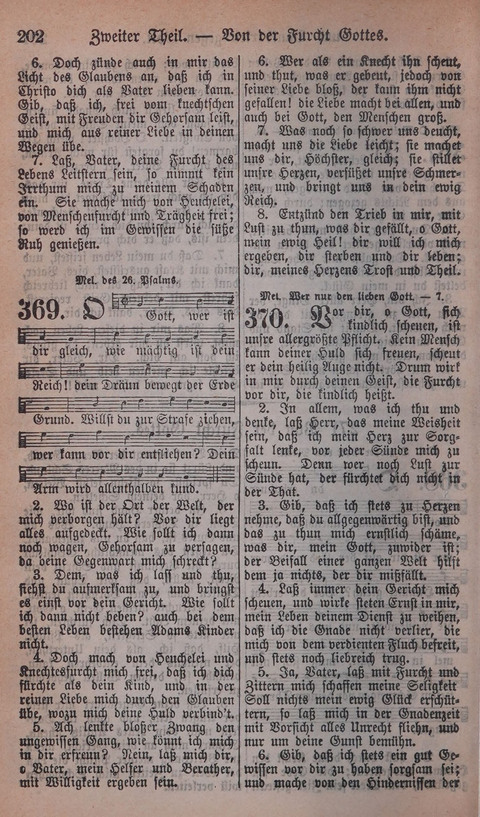 202 Zweiter Theil. — Von der Furcht Gottes.
6. Doch zünde auch in mir das
Licht des Glaubens an, daß ich in
Christo dich als Vater lieben kann.
Gib, daß ich, frei vom knechtschen
Geist, mit Freuden dir Gehorsam leist,
und mich aus reiner Liebe in deinen
Wegen übe.
7. Laß, Vater, deine Furcht des
Lebens Leitstern sein, so nimmt kein
Irrthum mich zu meinem Schaden
ein. Sie mache mich von Heuchelei,
von Menschenfurcht und Trägheit frei;
so werd ich im Gewissen die süße
Ruh genießen.
Mel. des 26. Psalms.
369. O Gott, wer ist
dir gleich, wie mächtig ist dein
Reich! dein Dräun bewegt der Erde
Grund. Willst du zur Strafe ziehen,
wer kann vor dir entfliehen? Dein
Arm wird allenthalben kund.
2. Wo ist der Ort der Welt, der
mich verborgen hält? Vor dir liegt
alles aufgedeckt. Wie sollt ich dann
noch wagen, Gehorsam zu versagen,
da deine Gegenwart mich schreckt?
3. Dem, was ich lass und thu,
siehst du aufmerksam zu, und bringst
es einst vor dein Gericht. Wie sollt
ich dann nicht beben? auch bei dem
besten Leben bestehen Adams Kinder
nicht.
4. Doch mach von Heuchelei und
Knechtesfurcht mich frei, daß ich dich
fürchte als dein Kind, und in der
reinen Liebe mich durch den Glauben
übe, wozu mich deine Huld verbind't.
5. Ach lenkte bloßer Zwang den
ungewissen Gang, wie könnt ich mich
in dir erfreun? Nein, laß mich dir,
o Vater, mein Helfer und Berather,
mit Willigkeit ergeben sein.
6. Wer als ein Knecht ihn scheut,
und thut, was er gebeut, jedoch von
seiner Liebe bloß, der kann ihm nicht
gefallen! die Liebe macht bei allen, und
auch bei Gott, den Menschen groß.
7. Was noch so schwer uns deucht,
macht uns die Liebe leicht; sie machet
uns dir, Höchster, gleich; sie stillet
unsre Herzen, versüßet unsre Schmer-
zen, und bringt uns in dein ewig
Reich.
8. Entzünd den Trieb in mir, mit
Lust zu thun, was dir gefällt, o Gott,
mein ewig Heil! dir will ich mich
ergeben, dir sterben und dir leben;
dir, meines Herzens Trost und Theil.
Mel. Wer nur den lieben Gott. — 7.
370. Vor dir, o Gott, sich
kindlich scheuen, ist
unsre allergrößte Pflicht. Kein Mensch
kann deiner Huld sich freuen, scheut
er dein heilig Auge nicht. Drum wirk
in mir durch deinen Geist, die Furcht
vor dir, die kindlich heißt.
2. In allem, was ich thu und
denke, laß Herr, das meine Weisheit
sein, daß ich mein Herz zur Sorg-
falt lenke, vor jeder Sünde mich zu
scheun. Denn wer noch Lust zur
Sünde hat, der fürchtet dich nicht in
der That.
3. Gib, daß ich stets zu Herzen
nehme, daß du allgegenwärtig bist, und
das zu thun mich ernstlich schäme,
was dir, mein Gott, zuwider ist;
der Beifall einer ganzen Welt hilft
dem ja nichts, der dir mißfällt.
4. Laß immer dein Gericht mich
scheuen, und wirke steten Ernst in mir,
mein Leben deinem Dienst zu weihen,
daß ich die Gnade nicht verlier, die
mich von dem verdienten Fluch befreit,
und stets noch liebreich trug.
5. Ja, Vater, laß mit Furcht und
Zittern mich schaffen meine Seligkeit
Soll nichts mein ewig Glück erschüt-
tern, so laß mich in der Gnadenzeit
mit Vorsicht alles Unrecht fliehn, und
nur um deine Gunst bemühn.
6. Gib, daß ich stets ein gut Ge-
wissen vor dir zu haben sorgsam sei;
und mache von den Hindernissen der